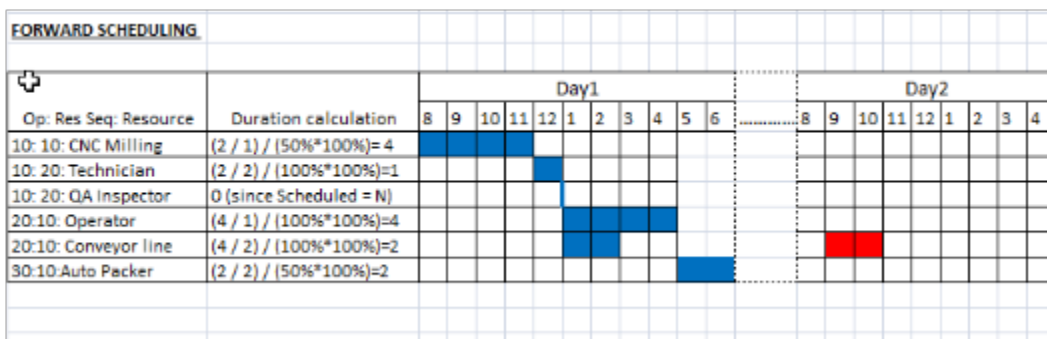 FORWARD SCHEDULING
Day1 Day2
Op: Res Seq: Resource Duration calculation 8 9 10 11 12 1 2 3 4 5 6 ............ 8 9 10 11 12 1 2 3 4
10: 10: CNC Milling (2 / 1) / (50%*100%)= 4
10: 20: Technician (2 / 2) / (100%*100%)=1
10: 20: QA Inspector 0 (since Scheduled = N)
20:10: Operator (4 / 1) / (100%*100%)=4
20:10: Conveyor line (4 / 2) / (100%*100%)=2
30:10:Auto Packer (2 / 2) / (50%*100%)=2